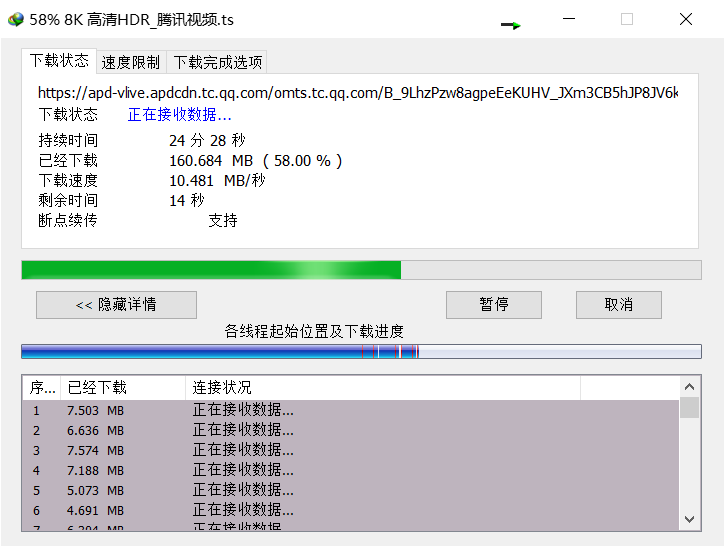 58% 8K 高清HDR_腾讯视频.ts
下载状态 速度限制 下载完成选项
https://apd-vlive.apdcdn.tc.qq.com/omts.tc.qq.com/B_9LhzPzw8agpeEeKUHV_JXm3CB5hJP8JV6k
下载状态 正在接收数据...
持续时间 24 分 28 秒
已经下载 160.684 MB ( 58.00 % )
下载速度 10.481 MB/秒
剩余时间 14 秒
断点续传 支持
<< 隐藏详情 暂停 取消
各线程起始位置及下载进度
序... 已经下载 连接状况
1 7.503 MB 正在接收数据...
2 6.636 MB 正在接收数据...
3 7.574 MB 正在接收数据...
4 7.188 MB 正在接收数据...
5 5.073 MB 正在接收数据...
6 4.691 MB 正在接收数据...